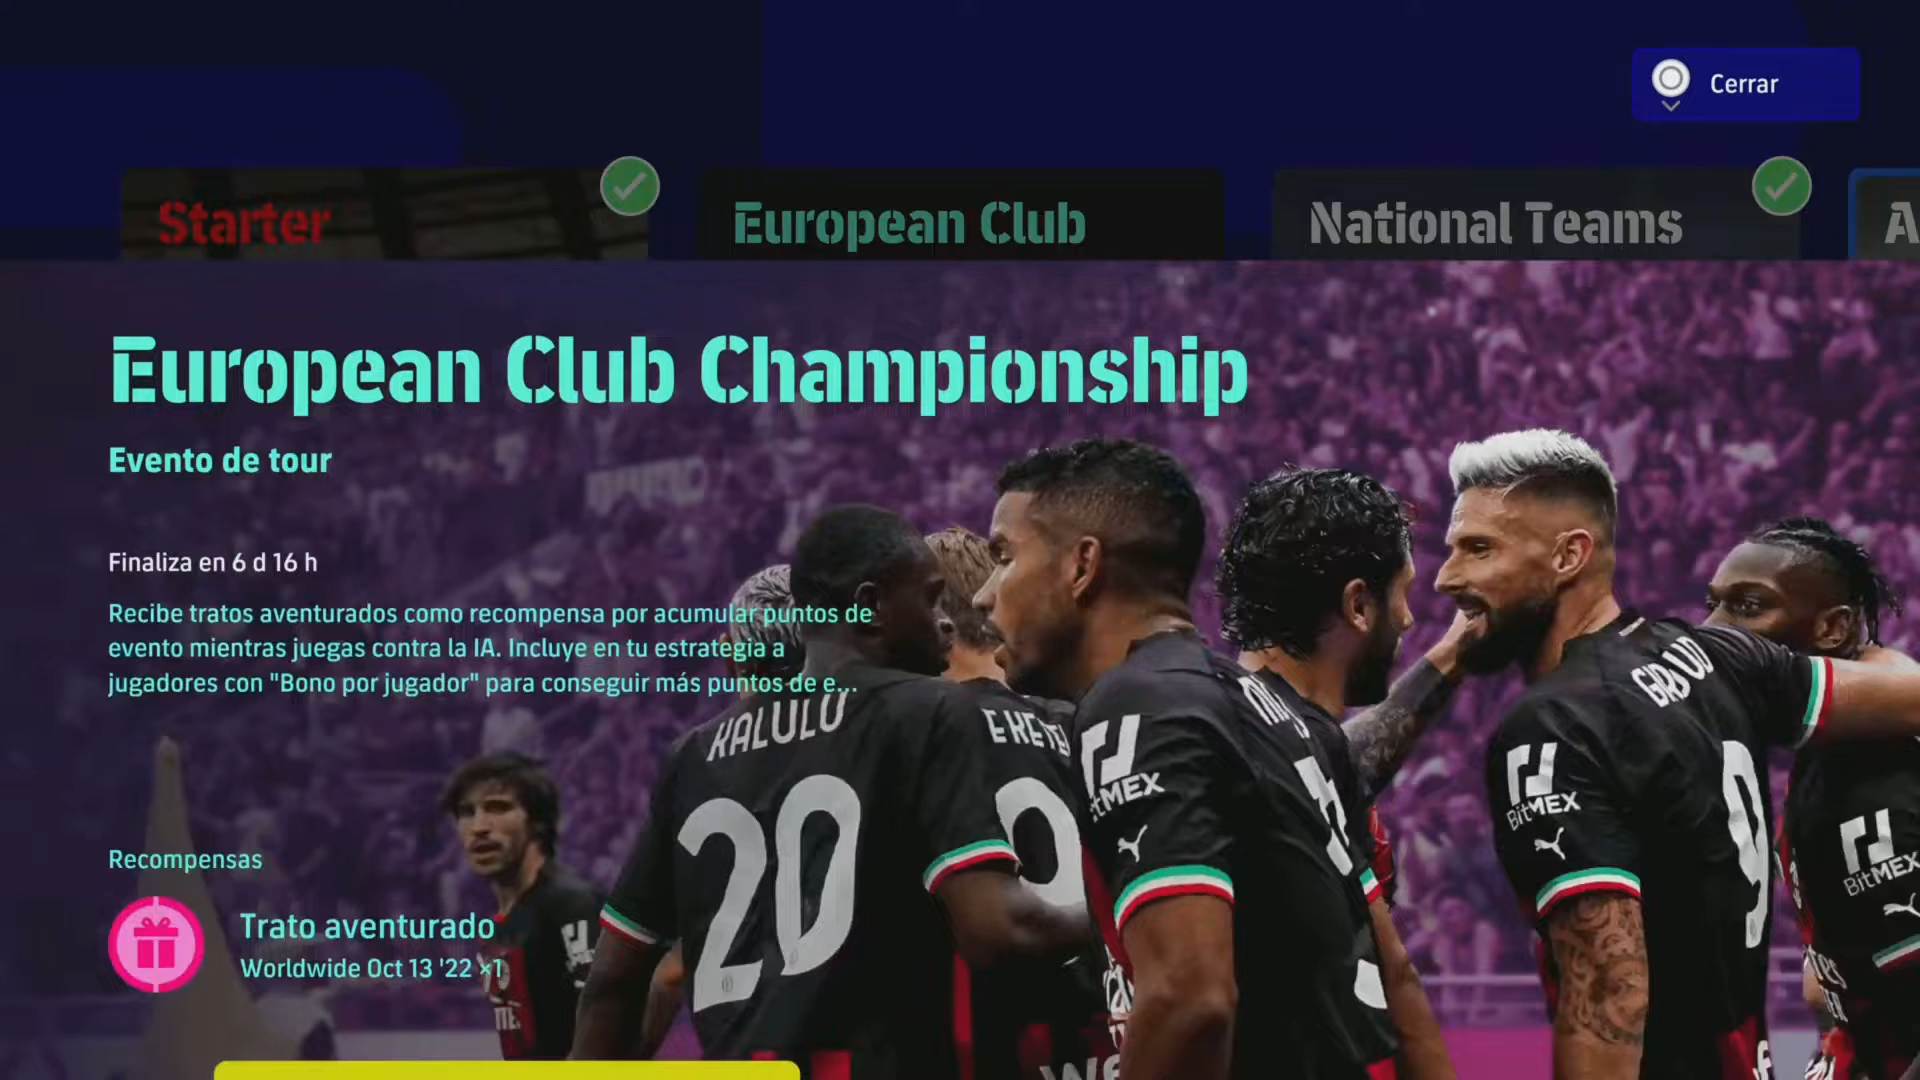 Cerrar
Starter
European Club
National Teams
A
European Club Championship
Evento de tour
Finaliza en 6 d 16 h
Recibe tratos aventurados como recompensa por acumular puntos de
evento mientras juegas contra la IA. Incluye en tu estrategia a
jugadores con "Bono por jugador" para conseguir más puntos de e...
KALULU
20
GIROUD
9
BitMEX
BitMEX
Recompensas
Trato aventurado
Worldwide Oct 13 '22 ×1